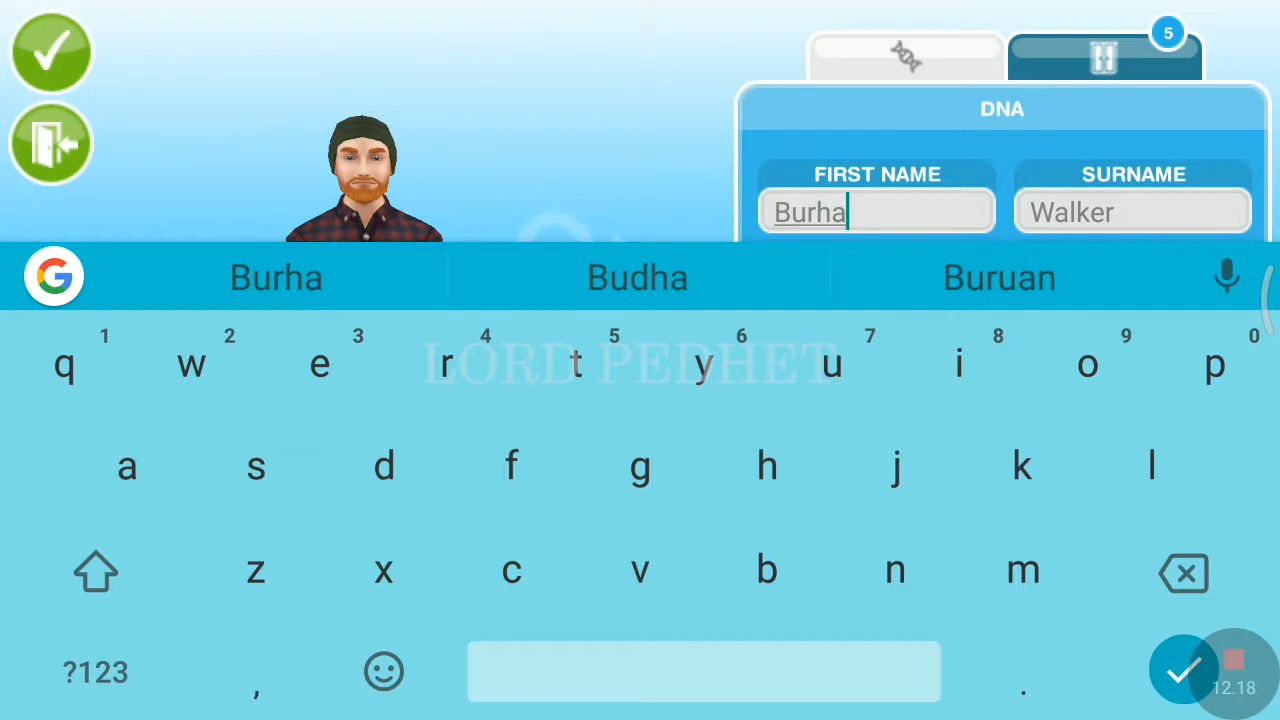 5
DNA
FIRST NAME
SURNAME
Burha
Walker
G
Burha
Budha
Buruan
1 2 3 4 5 6 7 8 9 0
q w e r t y u i o p
LORD PEDHET
a s d f g h j k l
z x c v b n m
?123 , .
12.18